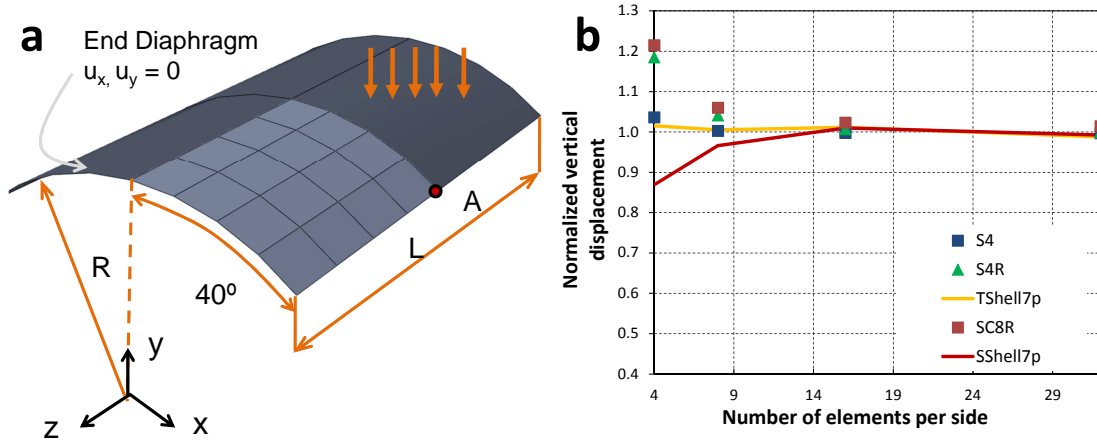 a
End Diaphragm
ux, uy = 0
R
40º
L
A
y
z
x
b
Normalized vertical
displacement
1.3
1.2
1.1
1.0
0.9
0.8
0.7
0.6
0.5
0.4
S4
S4R
TShell7p
SC8R
SShell7p
4 9 14 19 24 29
Number of elements per side